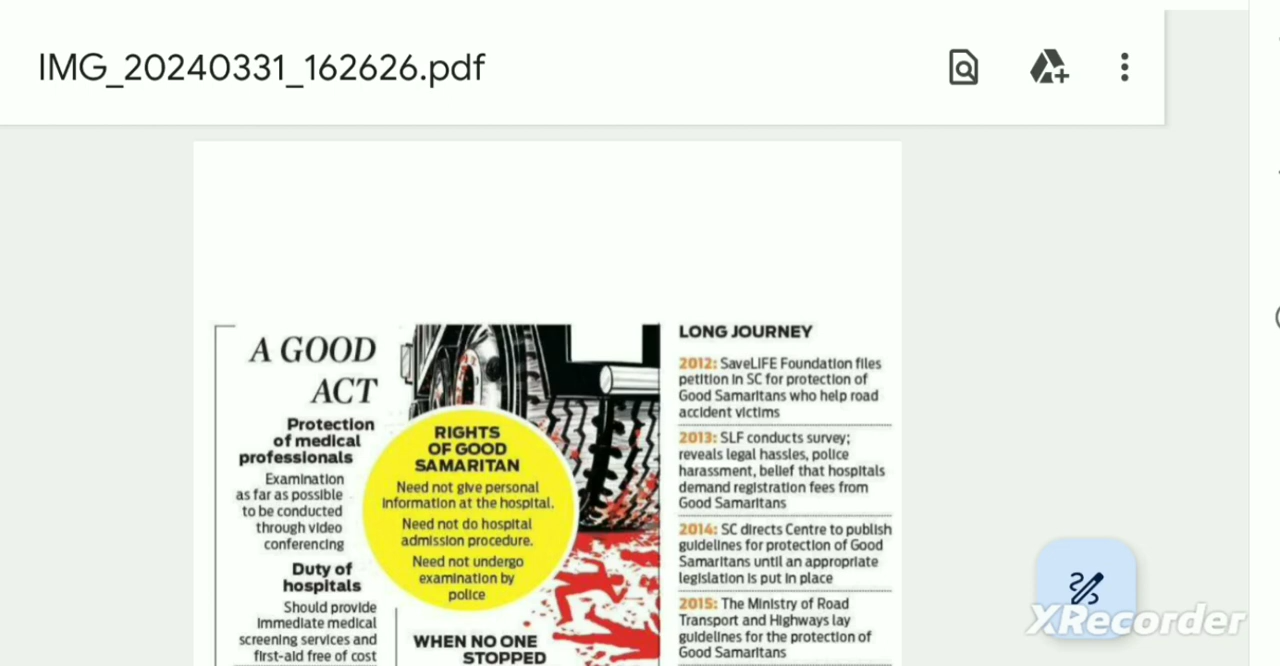 IMG_20240331_162626.pdf
A GOOD
ACT
Protection
of medical
professionals
Examination
as far as possible
to be conducted
through video
conferencing
Duty of
hospitals
Should provide
immediate medical
screening services and
first-aid free of cost
RIGHTS
OF GOOD
SAMARITAN
Need not give personal
information at the hospital.
Need not do hospital
admission procedure.
Need not undergo
examination by
police
WHEN NO ONE
STOPPED
LONG JOURNEY
2012: SaveLIFE Foundation files
petition in SC for protection of
Good Samaritans who help road
accident victims
2013: SLF conducts survey;
reveals legal hassles, police
harassment, belief that hospitals
demand registration fees from
Good Samaritans
2014: SC directs Centre to publish
guidelines for protection of Good
Samaritans until an appropriate
legislation is put in place
2015: The Ministry of Road
Transport and Highways lay
guidelines for the protection of
Good Samaritans
XRecorder